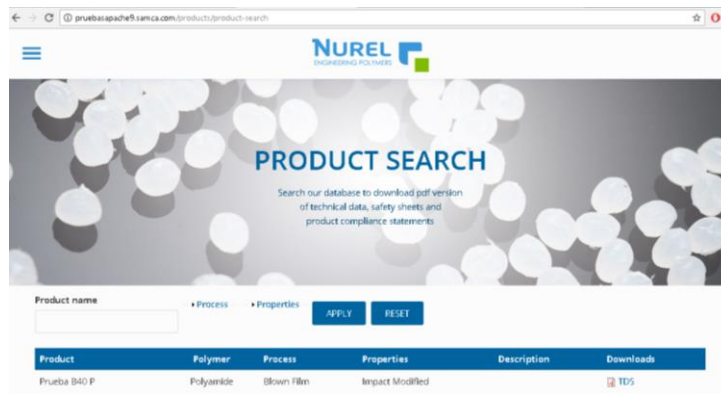 pruebasapache9.samca.com/products/product-search
NUREL
ENGINEERING POLYMERS
PRODUCT SEARCH
Search our database to download pdf version
of technical data, safety sheets and
product compliance statements
Product name
Process
Properties
APPLY
RESET
Product Polymer Process Properties Description Downloads
Prueba B40 P Polyamide Blown Film Impact Modified TDS